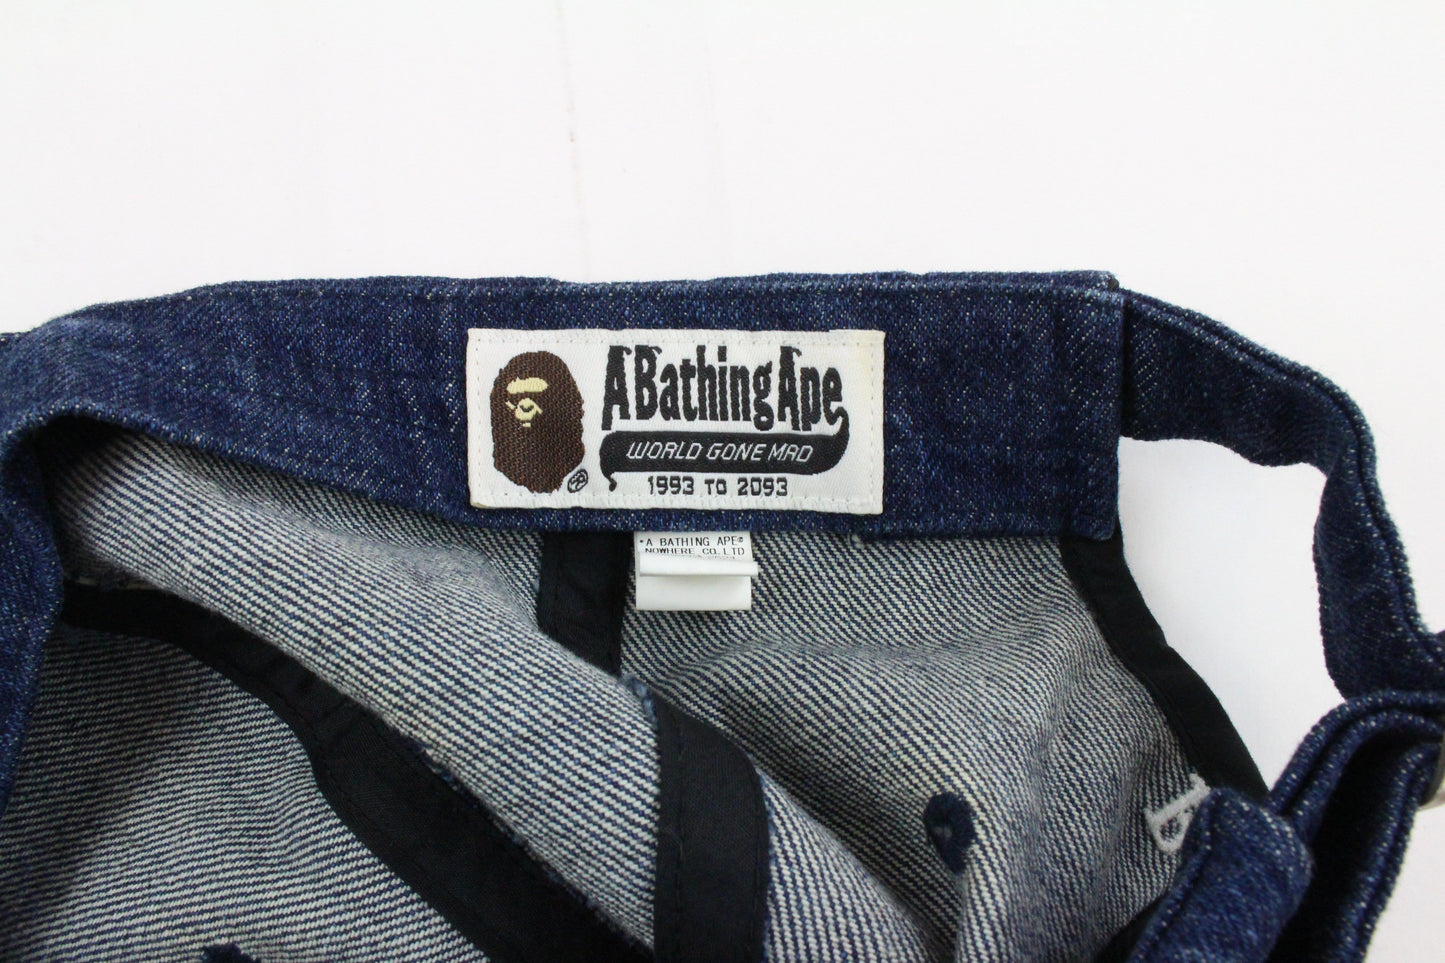 A Bathing Ape
WORLD GONE MAD
1993 TO 2093
A BATHING APE®
NOWHERE CO. LTD